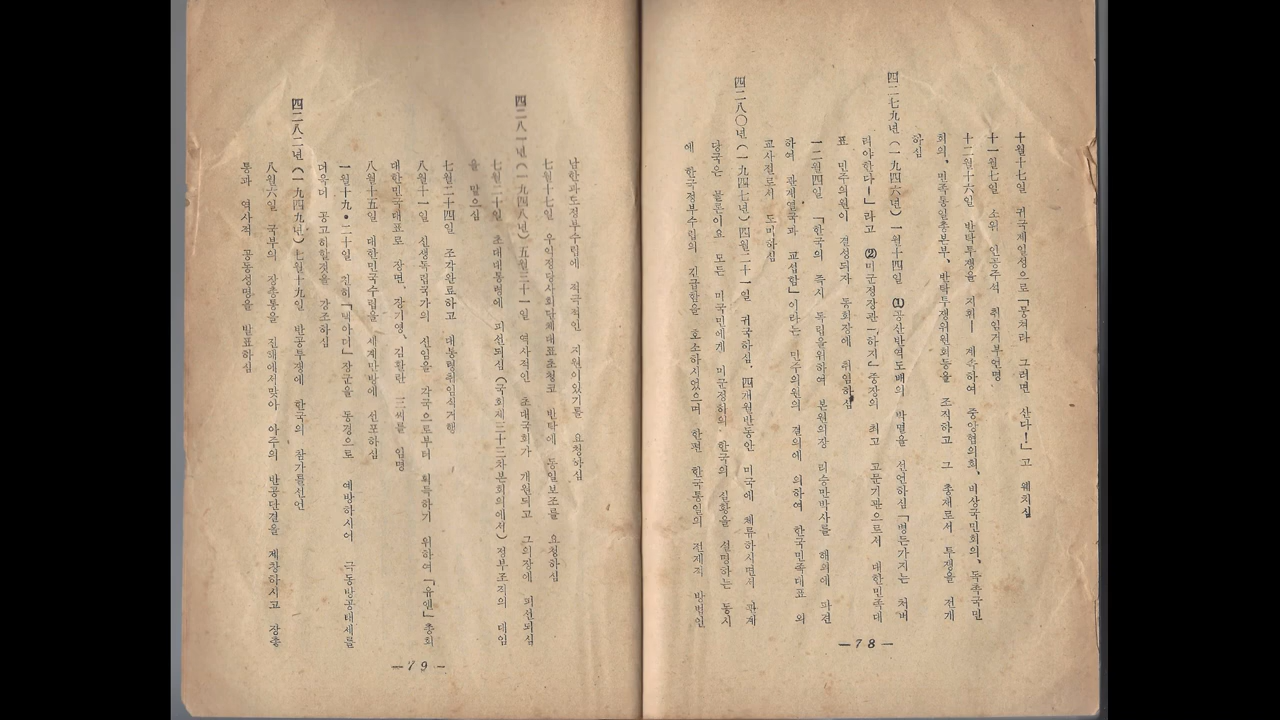 十月十七일 귀국제일성으로「뭉쳐라 그러면 산다!」고 웨치심
十一월七일 소위 인공주석 취임거부언명
十二월十六일 반탁투쟁을 지휘— 계속하여 중앙협의회、비상국민회의、독촉국민
회의、민족통일총본부、반탁투쟁위원회등을 조직하고 그 총재로서 투쟁을 전개
하심
四二七九년(一九四六년)一월十四일 (1)공산반역도배의 박멸을 선언하심「병든가지는 처버
리야한다!」라고 (2)미군정장관「하지」중장의 최고 고문기관으로서 대한민족대
표 민주의원이 결성되자 동회장에 취임하심
一二월四일 「한국의 즉시 독립을위하여 본원의장 리승만박사를 해외에 파견
하여 관계열국과 교섭함」이라는 민주의원의 결의에 의하여 한국민족대표 외
교사절로서 도미하심
四二八〇년(一九四七년)四월二十一일 귀국하심、四개월반동안 미국에 체류하시면서 관계
당국은 물론이요 모든 미국민에게 미군정하의 한국의 실황을 설명하는 동시
에 한국정부수립의 긴급함을 호소하시었으며 한편 한국통일의 전제적 방법인
—78—
남한과도정부수립에 적극적인 지원이있기를 요청하심
七월十七일 우익정당사회단체대표초청코 반탁에 동일보조를 요청하심
四二八一년(一九四八년)五월三十一일 역사적인 초대국회가 개원되고 그의장에 피선되심
七월二十일 초대대통령에 피선되심(국회제三十三차본회의에서)정부조직의 대임
을 맡으심
七월二十四일 조각완료하고 대통령취임식거행
八월十一일 신생독립국가의 신임을 각국으로부터 획득하기 위하여「유엔」총회
대한민국대표로 장면、장기영、김활란 三씨를 임명
八월十五일 대한민국수립을 세계만방에 선포하심
一월十九•二十일 친히「맥아더」장군을 동경으로 예방하시어 극동방공태세를
더욱더 공고히할것을 강조하심
四二八二년(一九四九년)七월十九일 반공투쟁에 한국의 참가를선언
八월六일 국부의 장총통을 진해에서맞아 아주의 반공단결을 제창하시고 장총
통과 역사적 공동성명을 발표하심
—79—